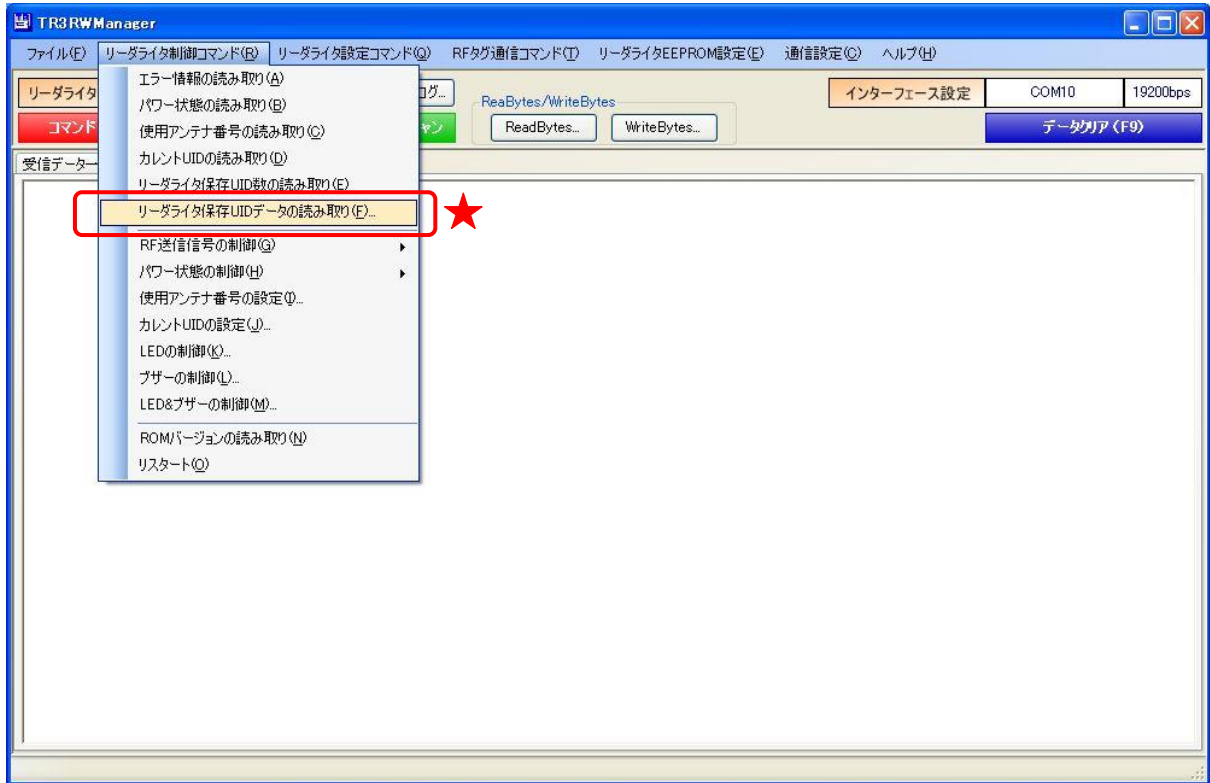 TR3RWManager
ファイル(F) リーダライタ制御コマンド(R) リーダライタ設定コマンド(Q) RFタグ通信コマンド(T) リーダライタEEPROM設定(E) 通信設定(C) ヘルプ(H)
リーダライタ
ログ...
ReaBytes/WriteBytes
インターフェース設定 COM10 19200bps
コマンド
ャン
ReadBytes... WriteBytes...
データクリア(F9)
受信データ一
エラー情報の読み取り(A)
パワー状態の読み取り(B)
使用アンテナ番号の読み取り(C)
カレントUIDの読み取り(D)
リーダライタ保存UID数の読み取り(E)
リーダライタ保存UIDデータの読み取り(F)...
★
RF送信信号の制御(G)
パワー状態の制御(H)
使用アンテナ番号の設定(I)...
カレントUIDの設定(J)...
LEDの制御(K)...
ブザーの制御(L)...
LED&ブザーの制御(M)...
ROMバージョンの読み取り(N)
リスタート(O)